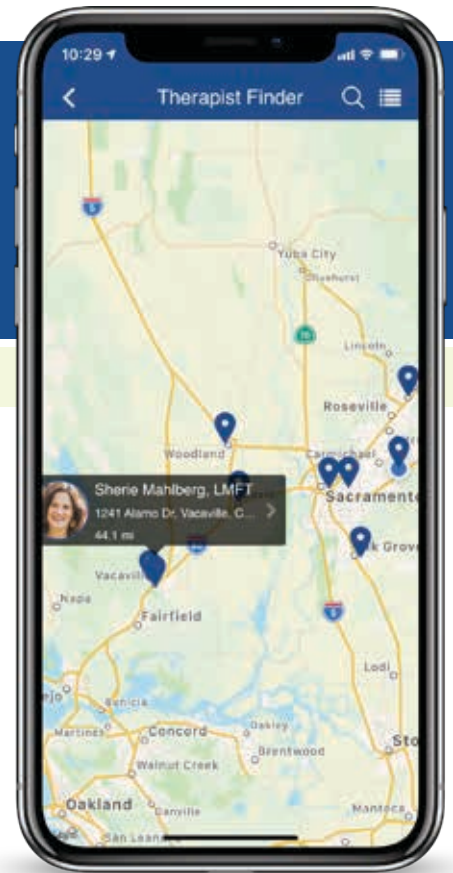 10:29
Therapist Finder
5
Yuba City
70
Lincoln
Roseville
Woodland
Carmichael
Sherie Mahlberg, LMFT
1241 Alamo Dr, Vacaville, C...
44.1 mi
Sacramento
Elk Grove
Vacaville
Napa
Fairfield
5
Lodi
Benicia
Martinez
Concord
Oakley
Brentwood
Sto
Walnut Creek
Oakland
Danville
Manteca
San Lean